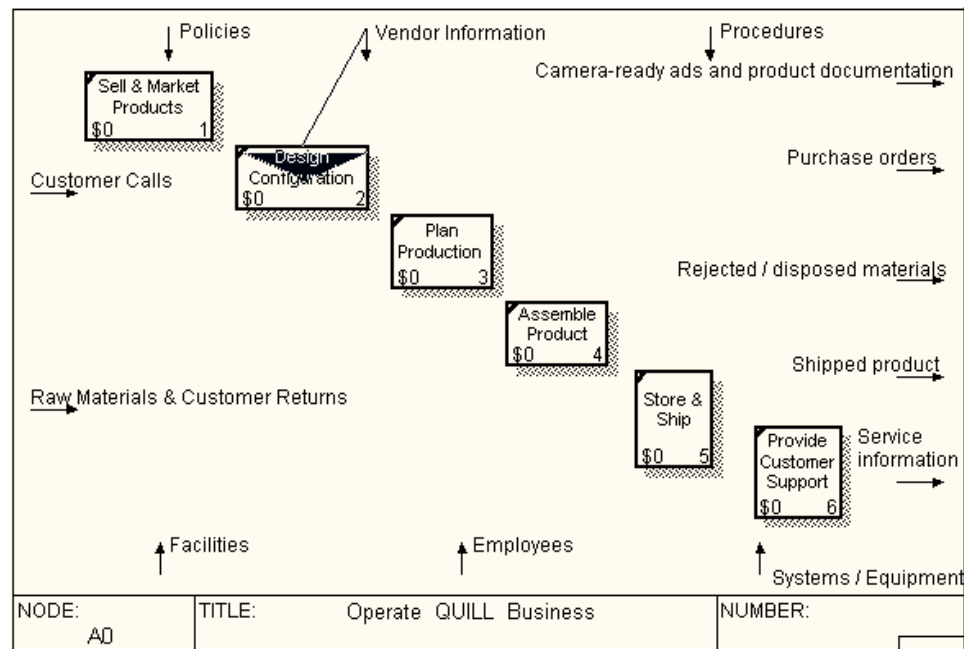 Policies
Vendor Information
Procedures
Camera-ready ads and product documentation
Sell & Market
Products
$0 1
Design
Configuration
$0 2
Purchase orders
Customer Calls
Plan
Production
$0 3
Rejected / disposed materials
Assemble
Product
$0 4
Shipped product
Raw Materials & Customer Returns
Store &
Ship
$0 5
Provide
Customer
Support
$0 6
Service
information
Facilities
Employees
Systems / Equipment
NODE:
A0
TITLE:
Operate QUILL Business
NUMBER: